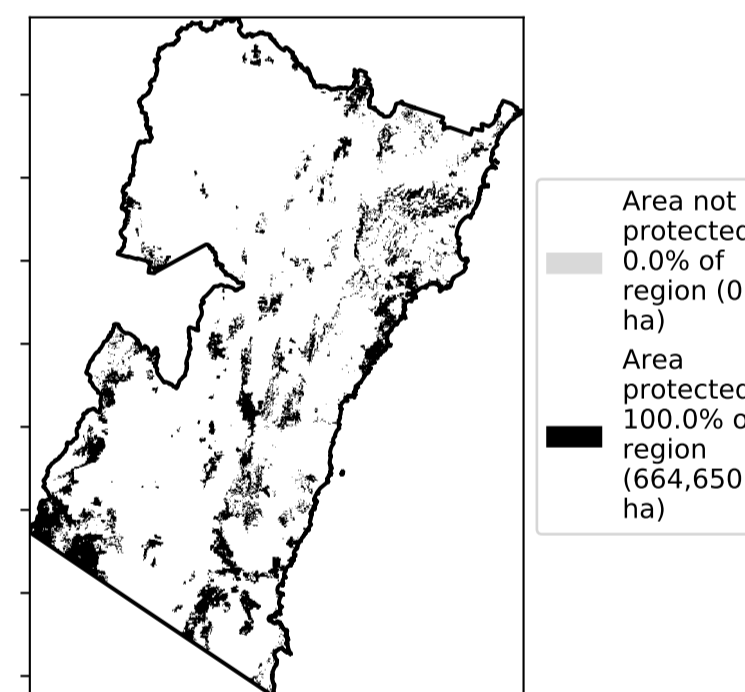 Area not
protected
0.0% of
region (0
ha)
Area
protected
100.0% o
region
(664,650
ha)